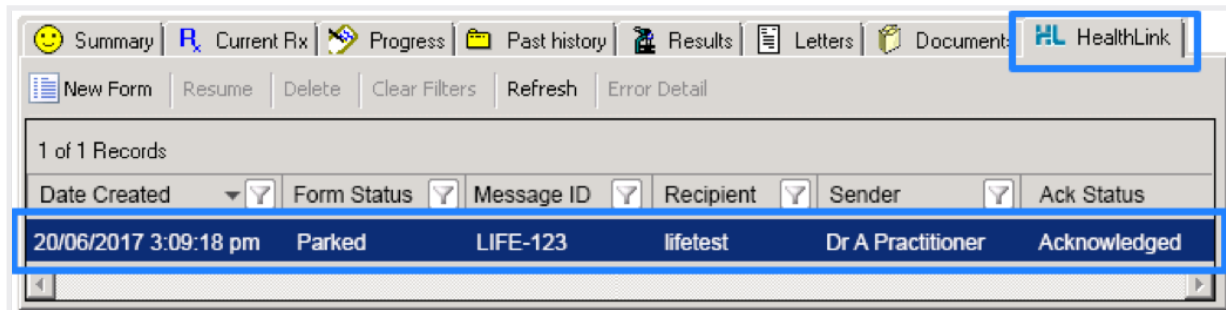 Summary Rx Current Rx Progress Past history Results Letters Documents HL HealthLink
New Form Resume Delete Clear Filters Refresh Error Detail
1 of 1 Records
Date Created Form Status Message ID Recipient Sender Ack Status
20/06/2017 3:09:18 pm Parked LIFE-123 lifetest Dr A Practitioner Acknowledged